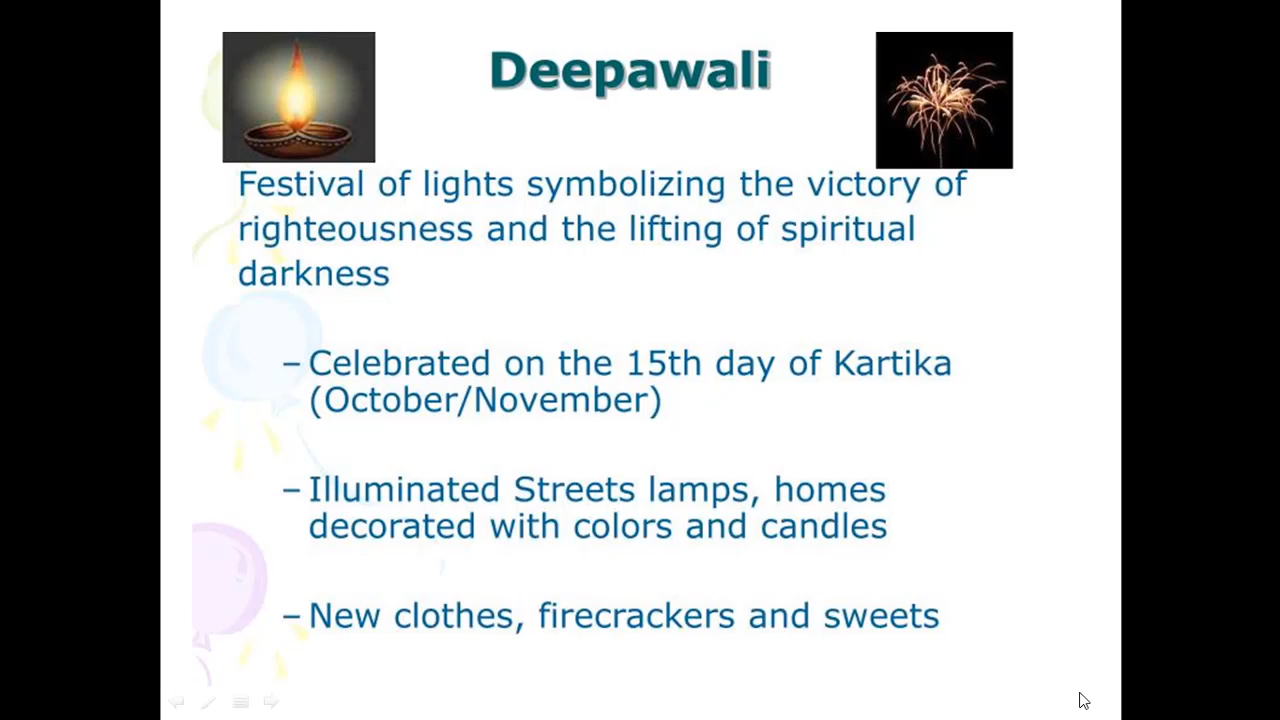 Deepawali
Festival of lights symbolizing the victory of
righteousness and the lifting of spiritual
darkness
– Celebrated on the 15th day of Kartika
(October/November)
– Illuminated Streets lamps, homes
decorated with colors and candles
– New clothes, firecrackers and sweets